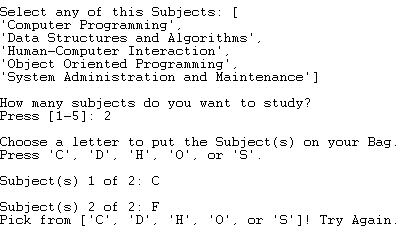 Select any of this Subjects: [
'Computer Programming',
'Data Structures and Algorithms',
'Human-Computer Interaction',
'Object Oriented Programming',
'System Administration and Maintenance']
How many subjects do you want to study?
Press [1-5]: 2
Choose a letter to put the Subject(s) on your Bag.
Press 'C', 'D', 'H', 'O', or 'S'.
Subject(s) 1 of 2: C
Subject(s) 2 of 2: F
Pick from ['C', 'D', 'H', 'O', or 'S']! Try Again.